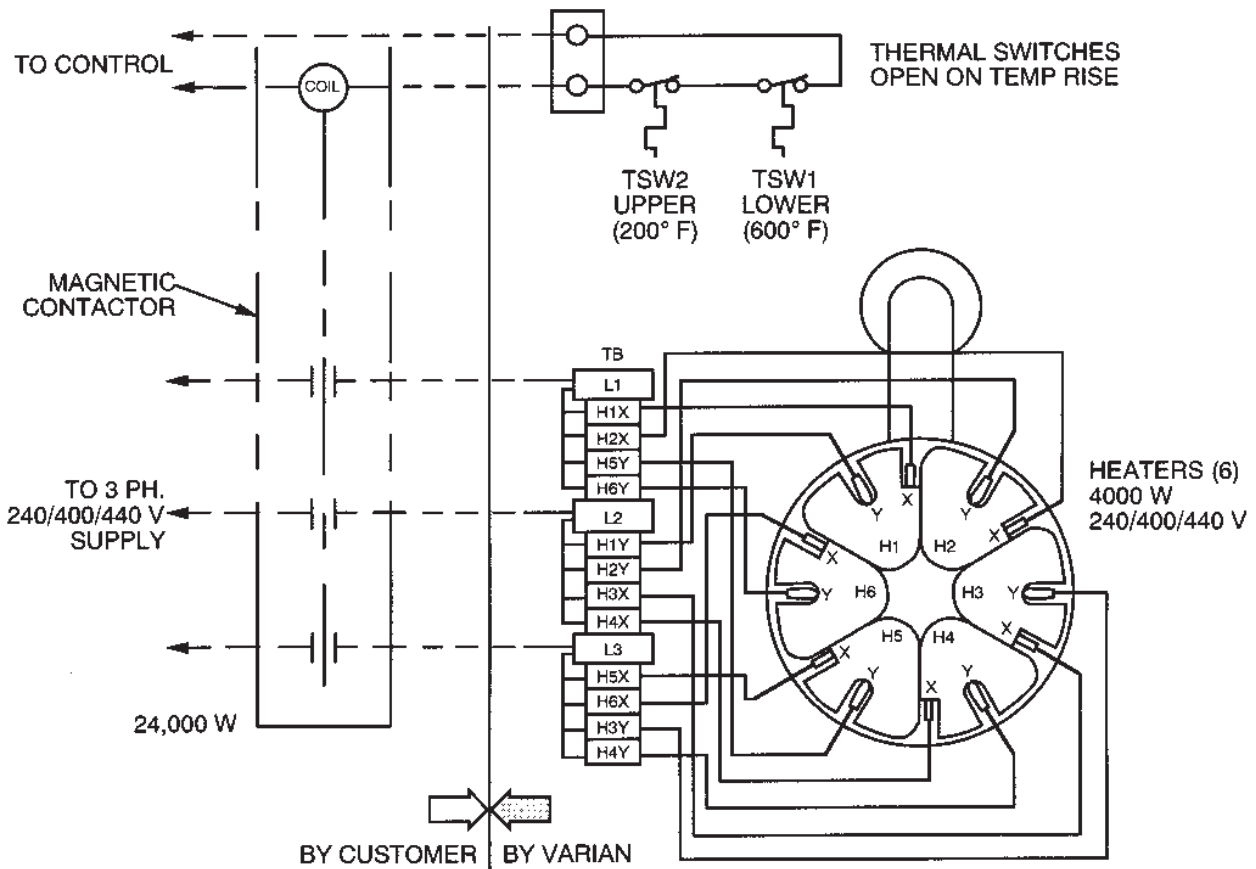 TO CONTROL
COIL
THERMAL SWITCHES
OPEN ON TEMP RISE
TSW2
UPPER
(200° F)
TSW1
LOWER
(600° F)
MAGNETIC
CONTACTOR
TB
L1
H1X
H2X
H5Y
H6Y
TO 3 PH.
240/400/440 V
SUPPLY
L2
H1Y
H2Y
H3X
H4X
L3
H5X
H6X
H3Y
H4Y
24,000 W
HEATERS (6)
4000 W
240/400/440 V
X
Y
H1
Y
X
H2
X
Y
H6
H3
Y
X
X
Y
H5
H4
Y
X
BY CUSTOMER
BY VARIAN